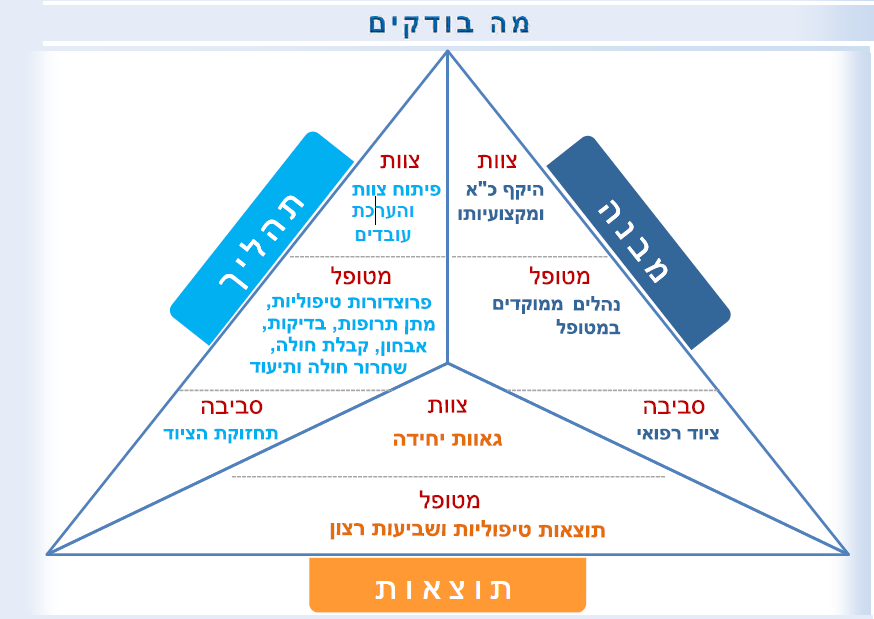 מה בודקים
מבנה
צוות
היקף כ"א
ומקצועיותו
מטופל
נהלים ממוקדים
במטופל
סביבה
ציוד רפואי
תהליך
צוות
פיתוח צוות
והערכת
עובדים
מטופל
פרוצדורות טיפוליות,
מתן תרופות, בדיקות,
אבחון, קבלת חולה,
שחרור חולה ותיעוד
סביבה
תחזוקת הציוד
צוות
גאוות יחידה
מטופל
תוצאות טיפוליות ושביעות רצון
תוצאות